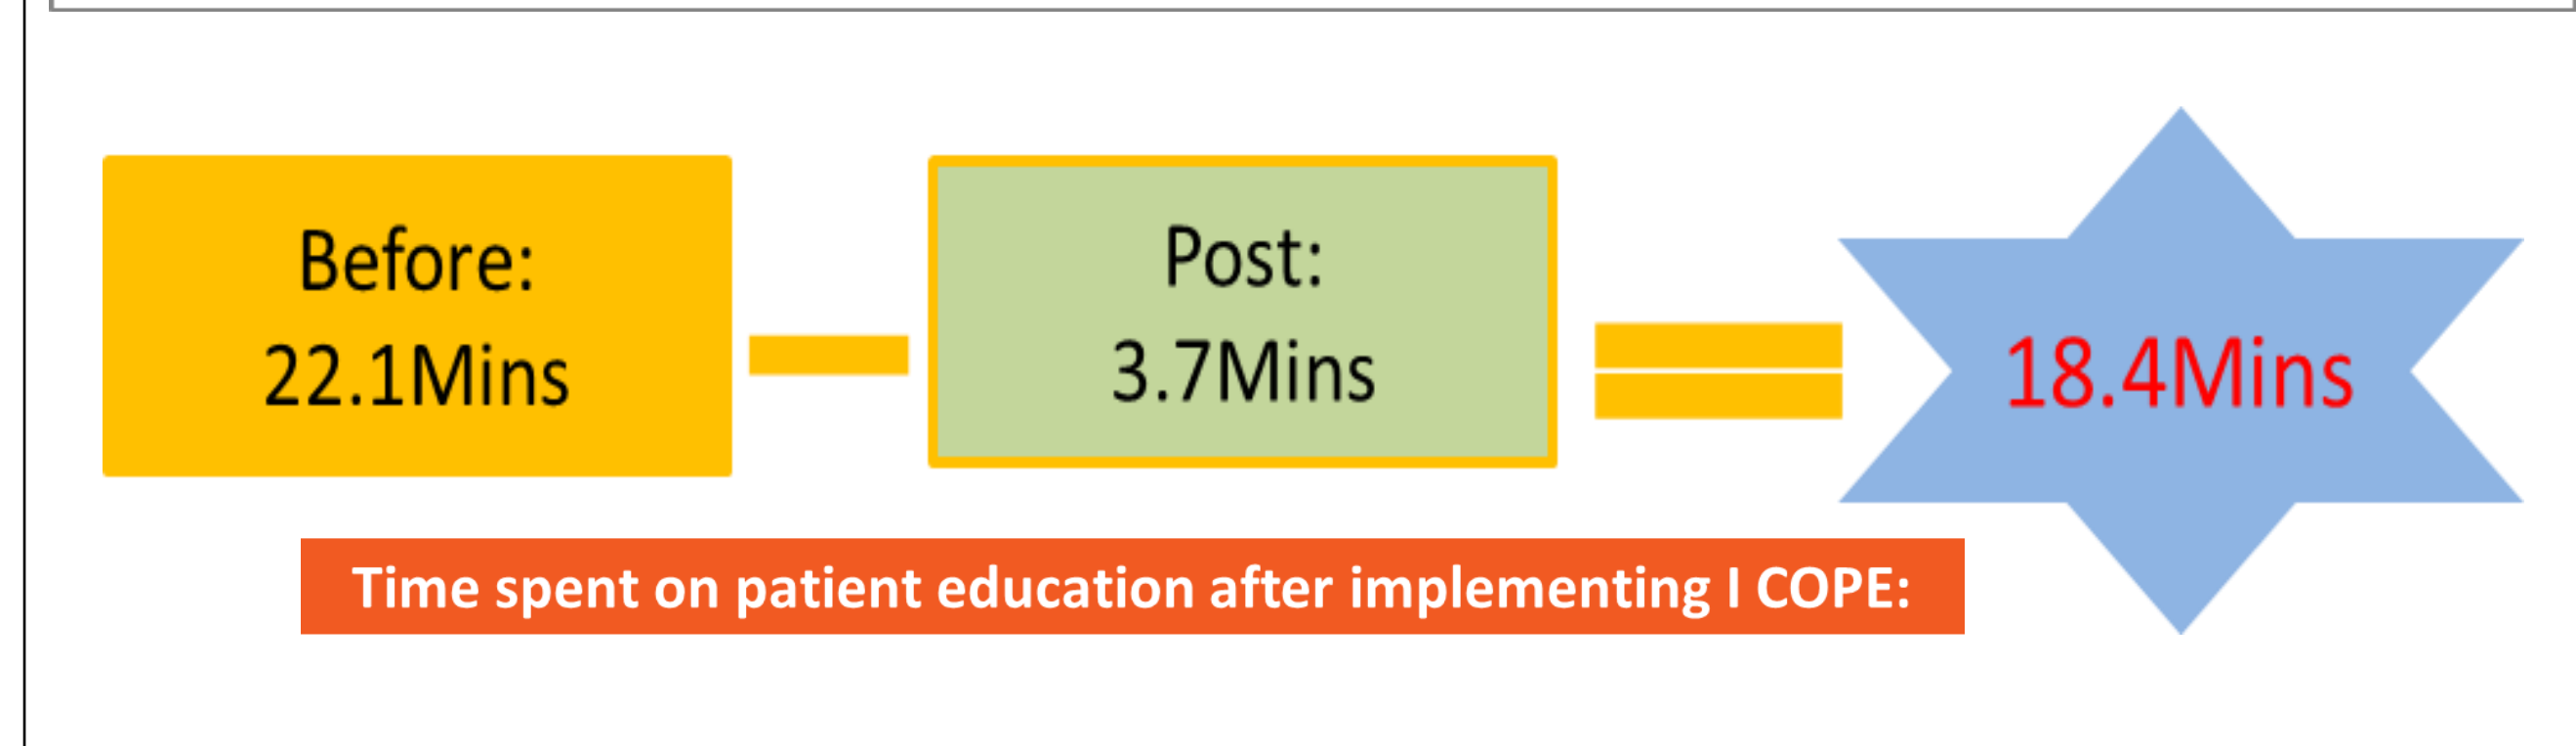 Before:
22.1Mins
Post:
3.7Mins
18.4Mins
Time spent on patient education after implementing I COPE: